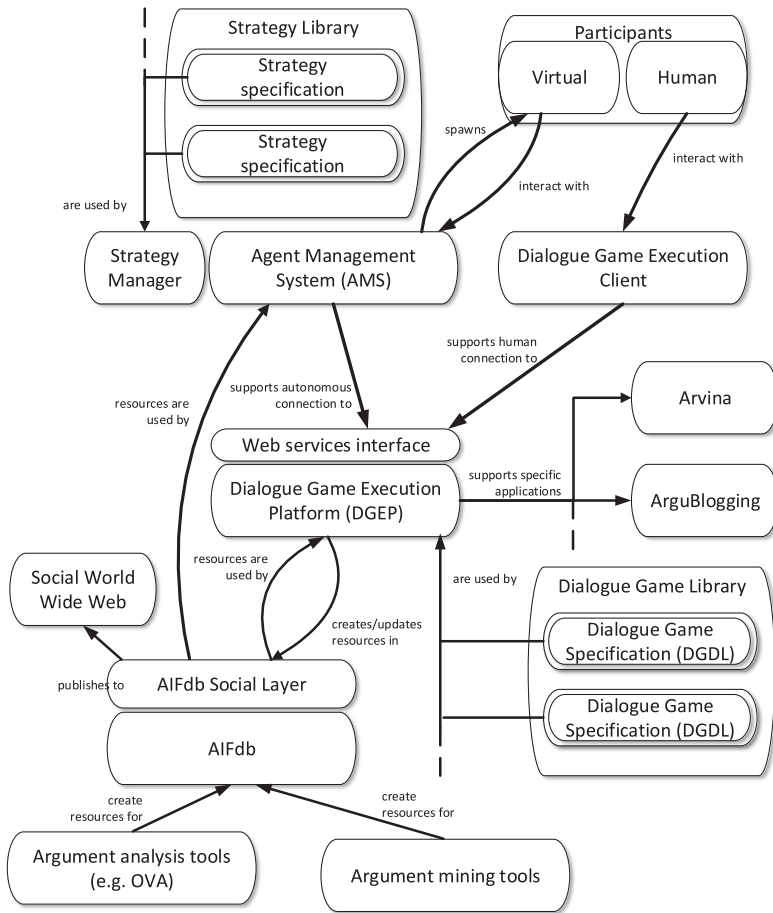 Strategy Library
Strategy
specification
Strategy
specification
Participants
Virtual
Human
spawns
interact with
interact with
are used by
Strategy
Manager
Agent Management
System (AMS)
Dialogue Game Execution
Client
resources are
used by
supports autonomous
connection to
supports human
connection to
Web services interface
Dialogue Game Execution
Platform (DGEP)
supports specific
applications
Arvina
ArguBlogging
Social World
Wide Web
resources are
used by
creates/updates
resources in
are used by
Dialogue Game Library
Dialogue Game
Specification (DGDL)
Dialogue Game
Specification (DGDL)
publishes to
AIFdb Social Layer
AIFdb
create
resources for
create
resources for
Argument analysis tools
(e.g. OVA)
Argument mining tools